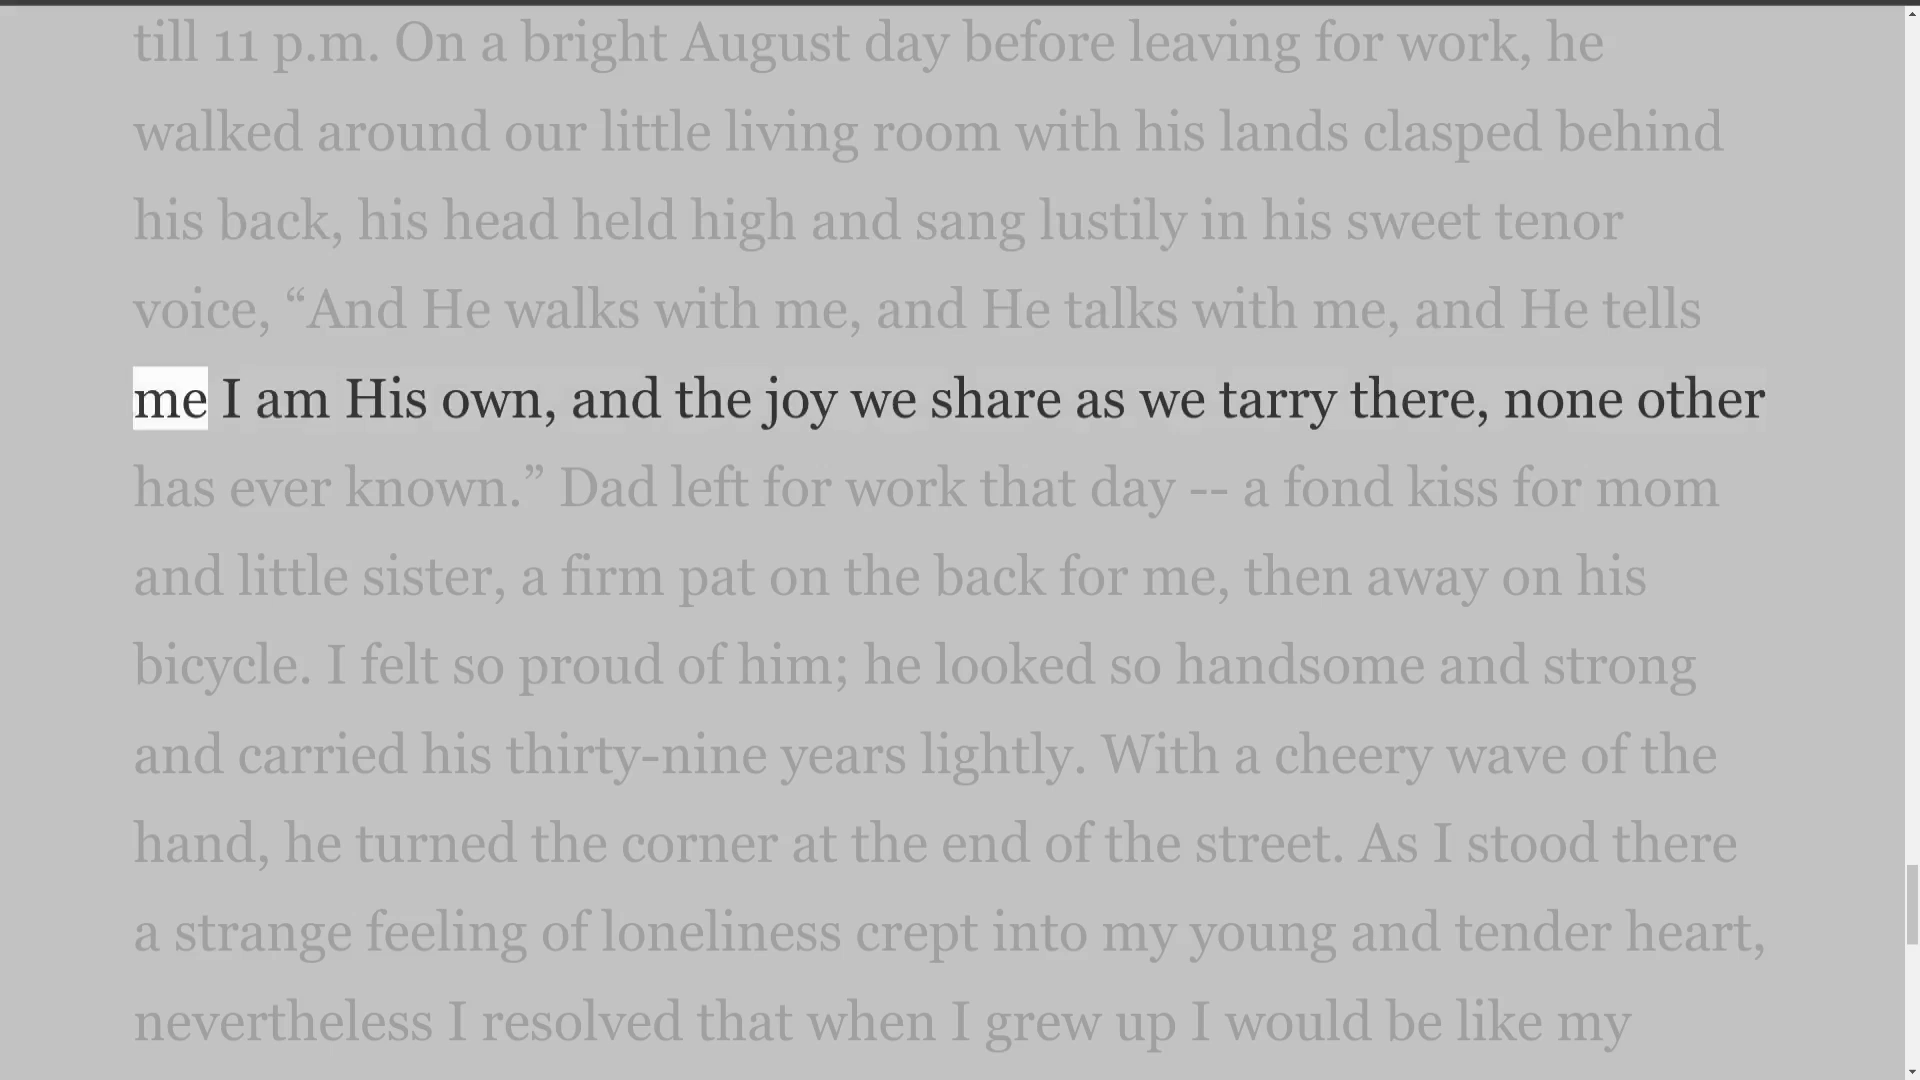 till 11 p.m. On a bright August day before leaving for work, he
walked around our little living room with his lands clasped behind
his back, his head held high and sang lustily in his sweet tenor
voice, “And He walks with me, and He talks with me, and He tells
me I am His own, and the joy we share as we tarry there, none other
has ever known.” Dad left for work that day -- a fond kiss for mom
and little sister, a firm pat on the back for me, then away on his
bicycle. I felt so proud of him; he looked so handsome and strong
and carried his thirty-nine years lightly. With a cheery wave of the
hand, he turned the corner at the end of the street. As I stood there
a strange feeling of loneliness crept into my young and tender heart,
nevertheless I resolved that when I grew up I would be like my